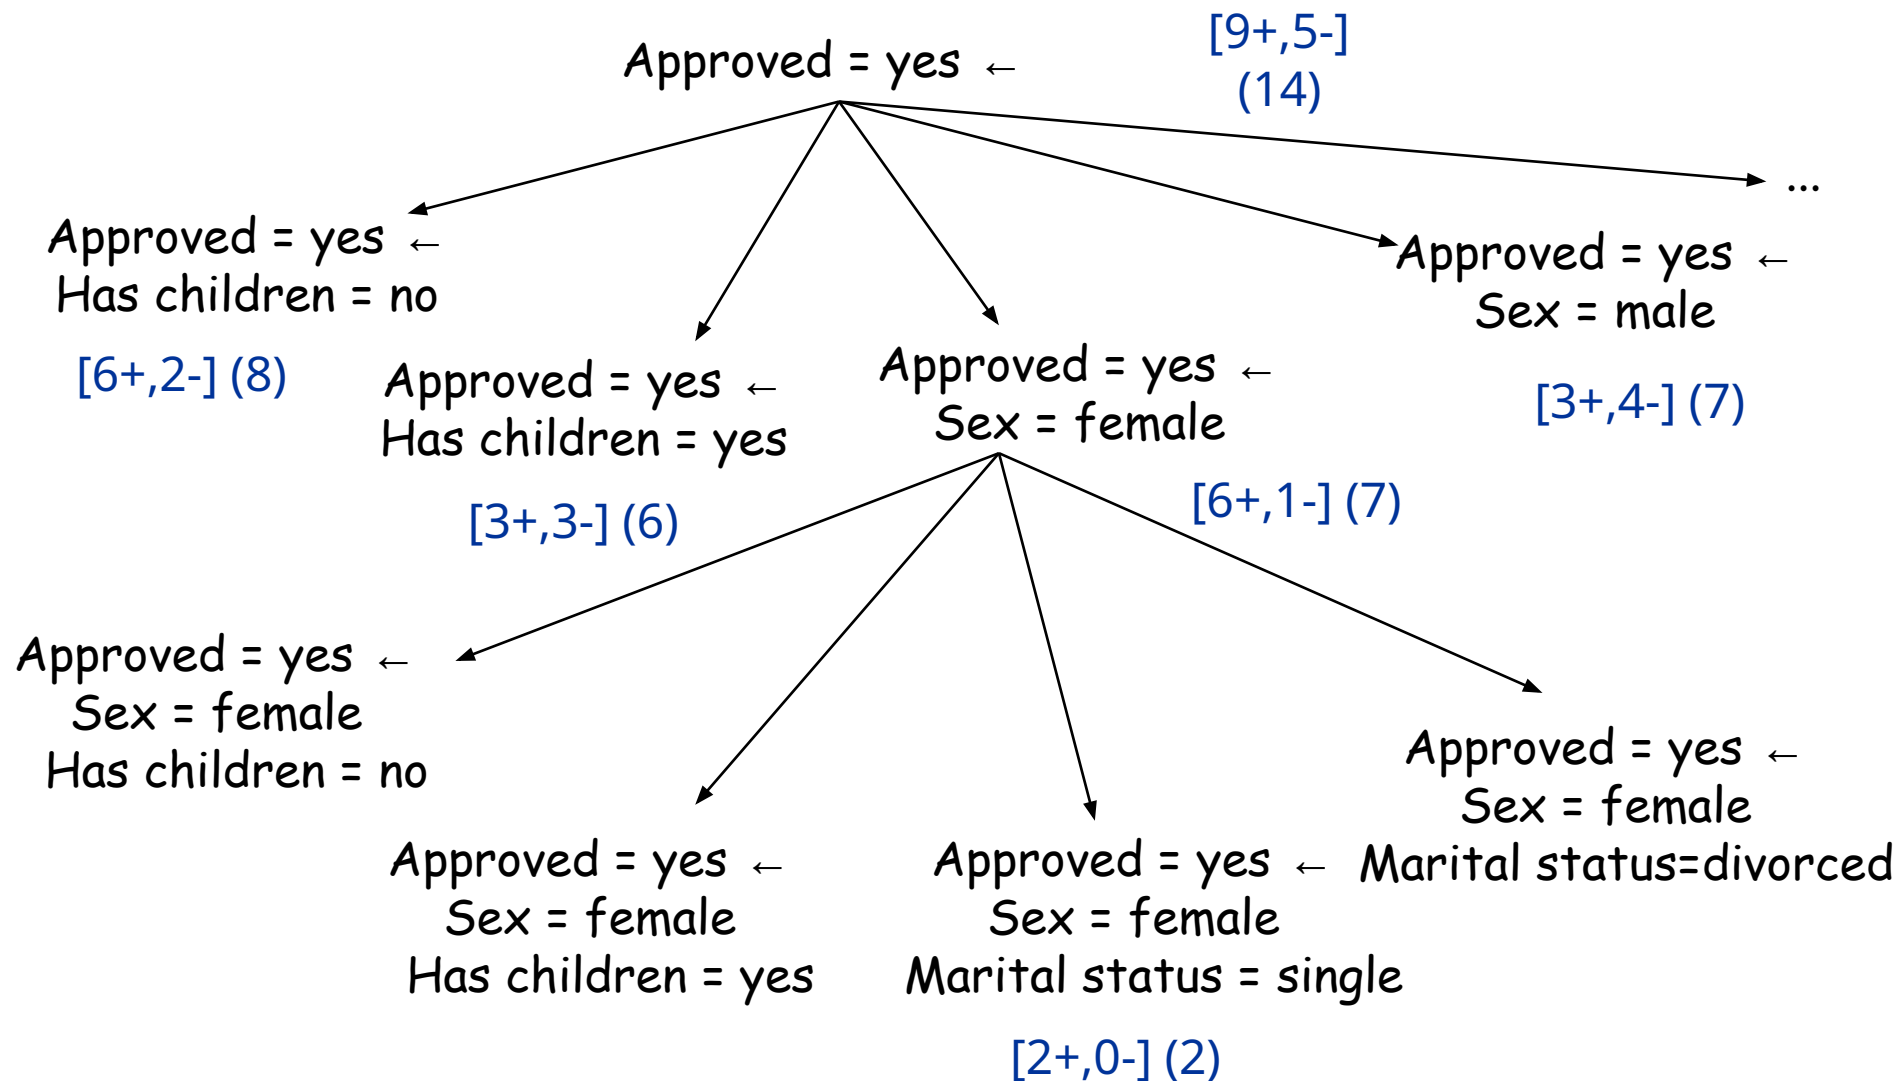 Approved = yes ←
[9+,5-]
(14)
...
Approved = yes ←
Has children = no
[6+,2-] (8)
Approved = yes ←
Has children = yes
[3+,3-] (6)
Approved = yes ←
Sex = female
[6+,1-] (7)
Approved = yes ←
Sex = male
[3+,4-] (7)
Approved = yes ←
Sex = female
Has children = no
Approved = yes ←
Sex = female
Has children = yes
Approved = yes ←
Sex = female
Marital status = single
[2+,0-] (2)
Approved = yes ←
Sex = female
Marital status=divorced